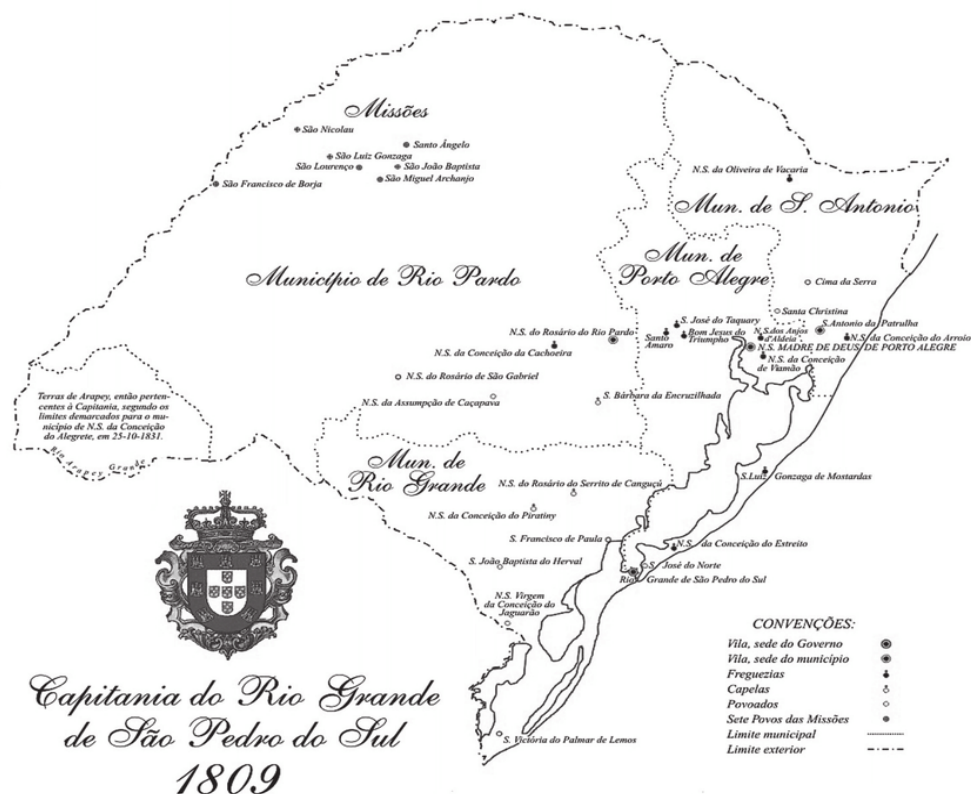 Missões
São Nicolau
Santo Ângelo
São Luiz Gonzaga
São Lourenço
São João Baptista
São Miguel Archanjo
São Francisco de Borja
N.S. da Oliveira de Vacaria
Mun. de S. Antonio
Mun. de
Porto Alegre
Município de Rio Pardo
Cima da Serra
Santa Christina
S. José do Taquary
S.Antonio da Patrulha
N.S. do Rosário do Rio Pardo
Santo
Amaro
Bom Jesus do
Triumpho
N.S.dos Anjos
d'Aldeia
N.S. da Conceição do Arroio
N.S. MADRE DE DEUS DE PORTO ALEGRE
N.S. da Conceição da Cachoeira
N.S. da Conceição
de Viamão
N.S. do Rosário de São Gabriel
N.S. da Assumpção de Caçapava
S. Bárbara da Encruzilhada
Terras de Arapey, então perten-
centes à Capitania, segundo os
limites demarcados para o mu-
nicípio de N.S. da Conceição
do Alegrete, em 25-10-1831.
Rio Arapey Grande
Mun. de
Rio Grande
S.Luiz Gonzaga de Mostardas
N.S. do Rosário do Serrito de Canguçú
N.S. da Conceição do Piratiny
S. Francisco de Paula
N.S. da Conceição do Estreito
S. João Baptista do Herval
S. José do Norte
Rio Grande de São Pedro do Sul
N.S. Virgem
da Conceição do
Jaguarão
S. Victória do Palmar de Lemos
Capitania do Rio Grande
de São Pedro do Sul
1809
CONVENÇÕES:
Vila, sede do Governo
Vila, sede do município
Freguezias
Capelas
Povoados
Sete Povos das Missões
Limite municipal
Limite exterior